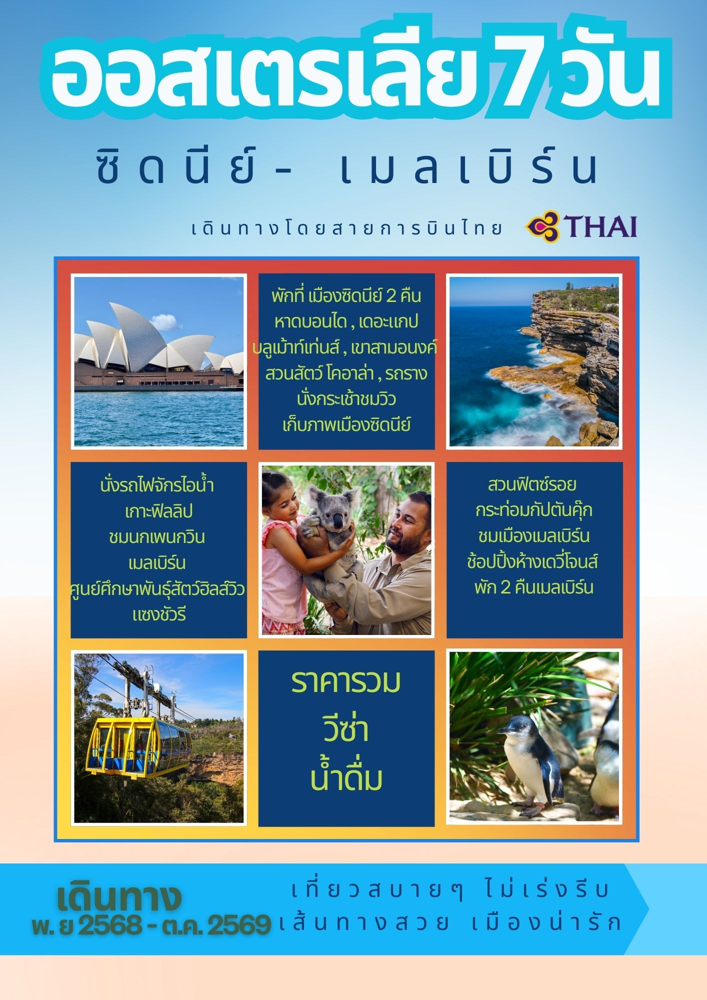 ออสเตรเลีย 7 วัน
ซิดนีย์- เมลเบิร์น
เดินทางโดยสายการบินไทย THAI
พักที่ เมืองซิดนีย์ 2 คืน
หาดบอนได , เดอะแกป
บลูเม้าท์เท่นส์ , เขาสามอนงค์
สวนสัตว์ โคอาล่า , รถราง
นั่งกระเช้าชมวิว
เก็บภาพเมืองซิดนีย์
นั่งรถไฟจักรไอน้ำ
เกาะฟิลลิป
ชมนกเพนกวิน
เมลเบิร์น
ศูนย์ศึกษาพันธุ์สัตว์ฮิลส์วิว
แซงชัวรี
สวนฟิตซ์รอย
กระท่อมกัปตันคุ๊ก
ชมเมืองเมลเบิร์น
ช้อปปิ้งห้างเดวี่โจนส์
พัก 2 คืนเมลเบิร์น
ราคารวม
วีซ่า
น้ำดื่ม
เดินทาง
พ. ย 2568 - ต.ค. 2569
เที่ยวสบายๆ ไม่เร่งรีบ
เส้นทางสวย เมืองน่ารัก